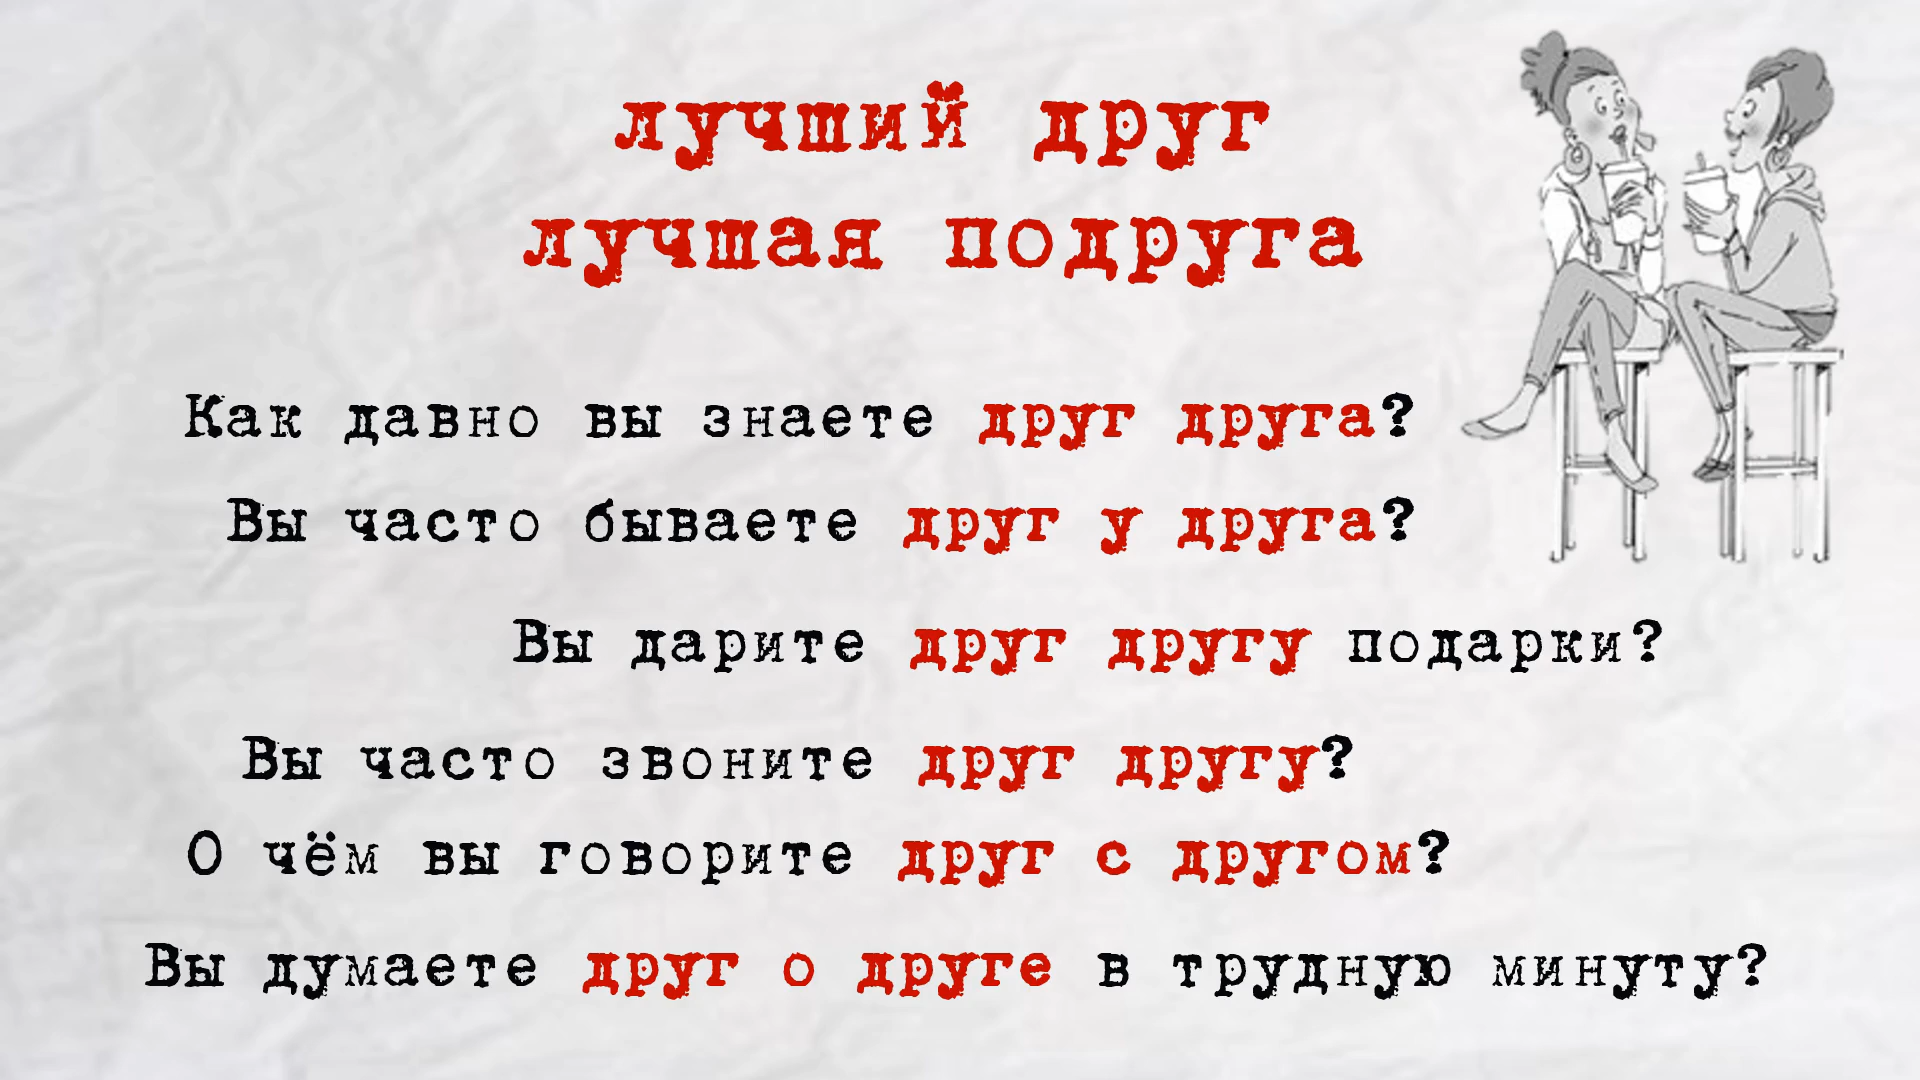 лучший друг
лучшая подруга
Как давно вы знаете друг друга?
Вы часто бываете друг у друга?
Вы дарите друг другу подарки?
Вы часто звоните друг другу?
О чём вы говорите друг с другом?
Вы думаете друг о друге в трудную минуту?